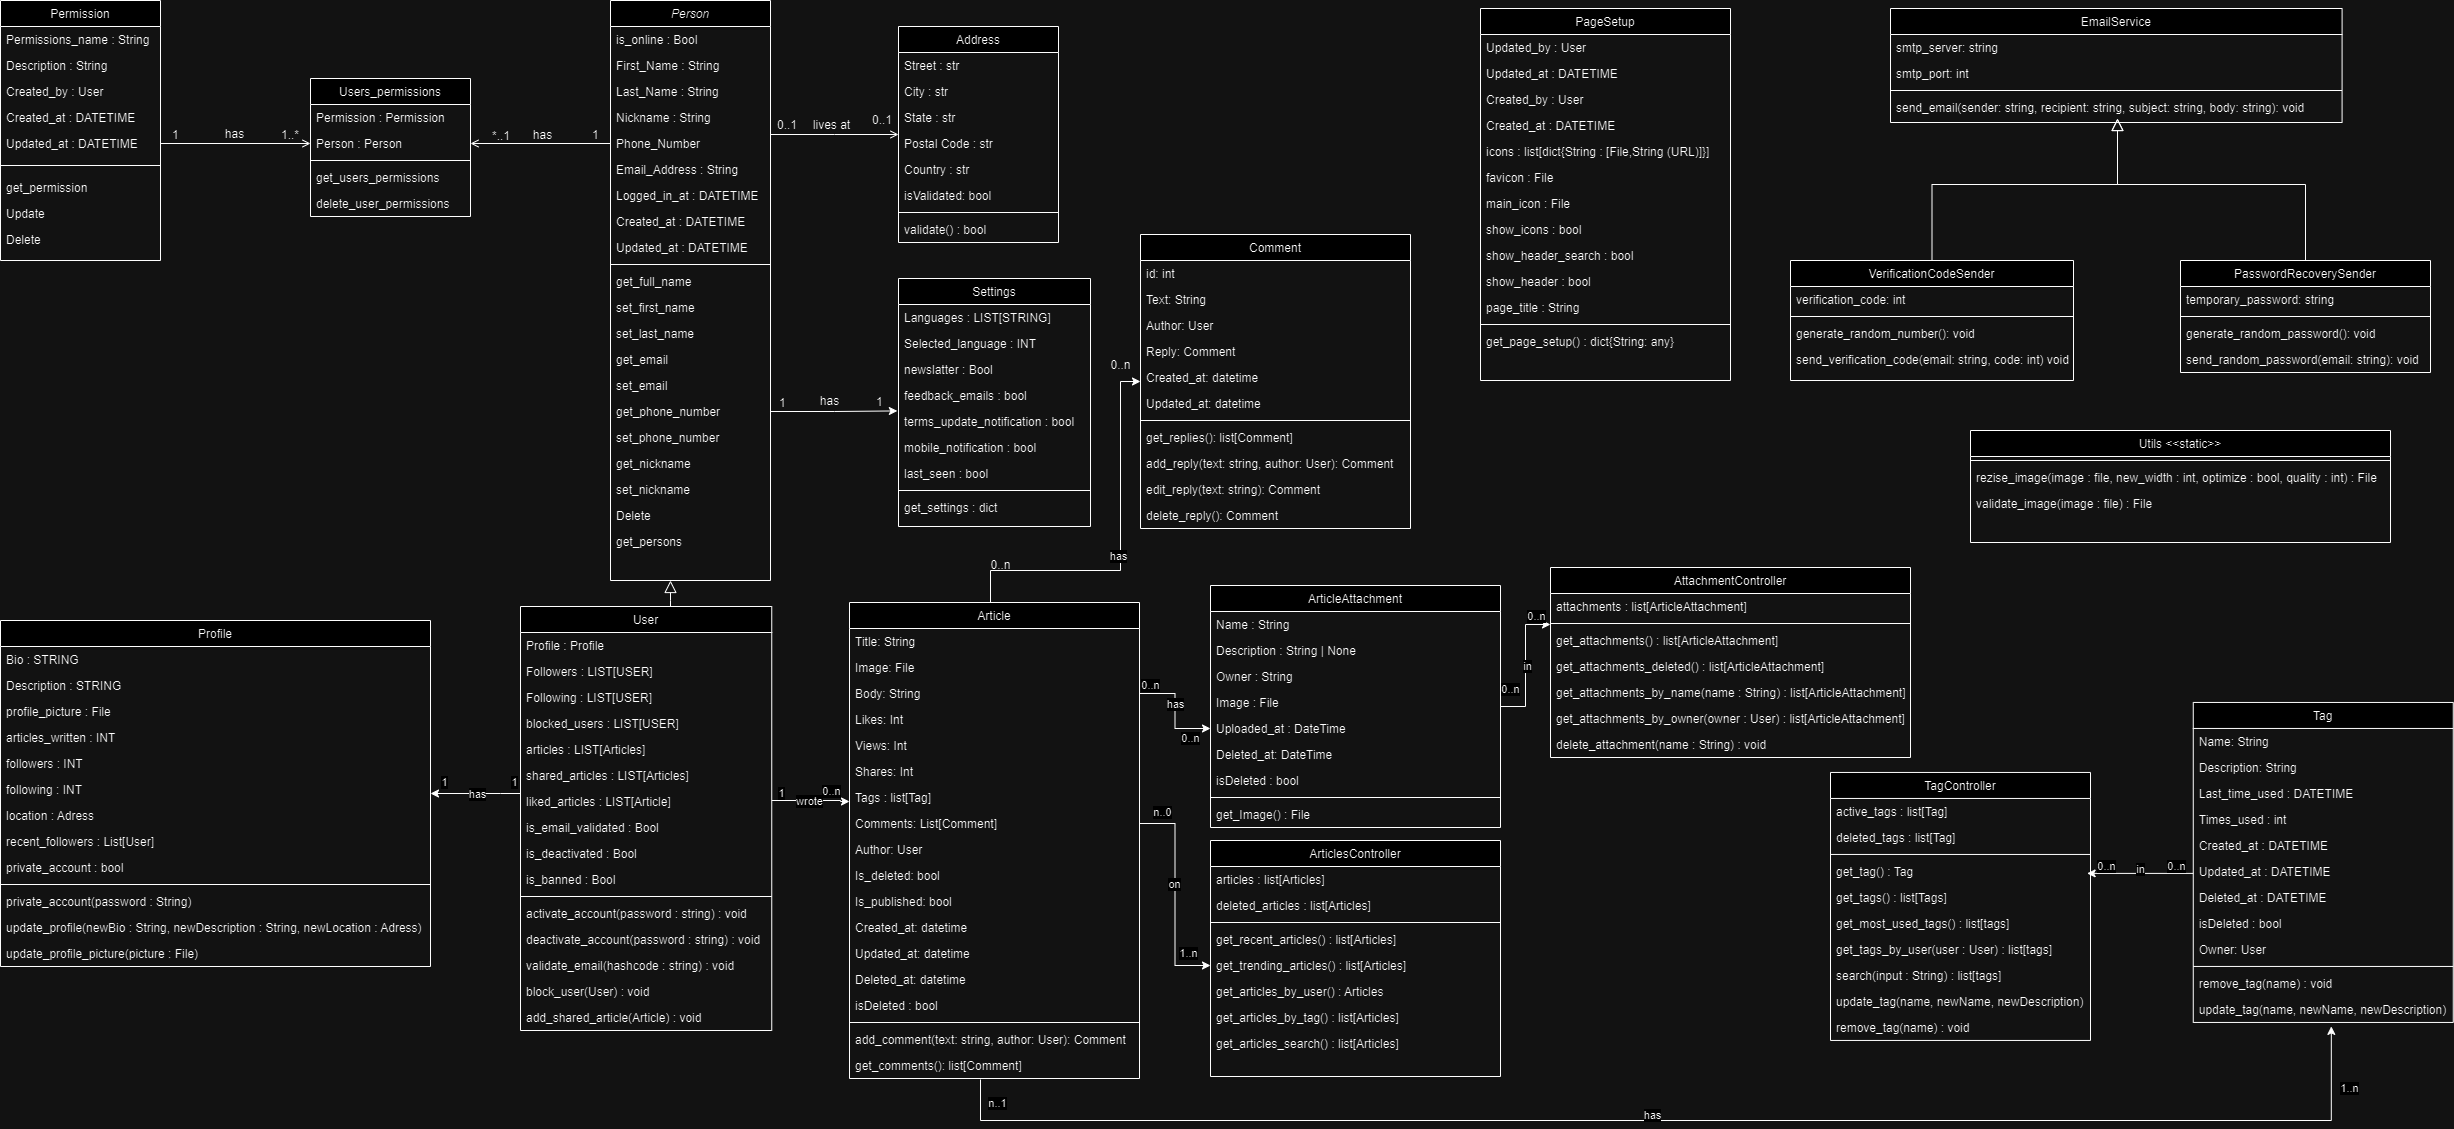 Permission
Permissions_name : String
Description : String
Created_by : User
Created_at : DATETIME
Updated_at : DATETIME
get_permission
Update
Delete
1
has
1..*
Users_permissions
Permission : Permission
Person : Person
get_users_permissions
delete_user_permissions
*..1
has
1
Person
is_online : Bool
First_Name : String
Last_Name : String
Nickname : String
Phone_Number
Email_Address : String
Logged_in_at : DATETIME
Created_at : DATETIME
Updated_at : DATETIME
get_full_name
set_first_name
set_last_name
get_email
set_email
get_phone_number
set_phone_number
get_nickname
set_nickname
Delete
get_persons
0..1
lives at
0..1
Address
Street : str
City : str
State : str
Postal Code : str
Country : str
isValidated: bool
validate() : bool
1
has
1
Settings
Languages : LIST[STRING]
Selected_language : INT
newslatter : Bool
feedback_emails : bool
terms_update_notification : bool
mobile_notification : bool
last_seen : bool
get_settings : dict
Comment
id: int
Text: String
Author: User
Reply: Comment
Created_at: datetime
Updated_at: datetime
get_replies(): list[Comment]
add_reply(text: string, author: User): Comment
edit_reply(text: string): Comment
delete_reply(): Comment
0..n
has
0..n
PageSetup
Updated_by : User
Updated_at : DATETIME
Created_by : User
Created_at : DATETIME
icons : list[dict{String : [File,String (URL)]}]
favicon : File
main_icon : File
show_icons : bool
show_header_search : bool
show_header : bool
page_title : String
get_page_setup() : dict{String: any}
EmailService
smtp_server: string
smtp_port: int
send_email(sender: string, recipient: string, subject: string, body: string): void
VerificationCodeSender
verification_code: int
generate_random_number(): void
send_verification_code(email: string, code: int) void
PasswordRecoverySender
temporary_password: string
generate_random_password(): void
send_random_password(email: string): void
Utils <<static>>
rezise_image(image : file, new_width : int, optimize : bool, quality : int) : File
validate_image(image : file) : File
Profile
Bio : STRING
Description : STRING
profile_picture : File
articles_written : INT
followers : INT
following : INT
location : Adress
recent_followers : List[User]
private_account : bool
private_account(password : String)
update_profile(newBio : String, newDescription : String, newLocation : Adress)
update_profile_picture(picture : File)
1
has
1
User
Profile : Profile
Followers : LIST[USER]
Following : LIST[USER]
blocked_users : LIST[USER]
articles : LIST[Articles]
shared_articles : LIST[Articles]
liked_articles : LIST[Article]
is_email_validated : Bool
is_deactivated : Bool
is_banned : Bool
activate_account(password : string) : void
deactivate_account(password : string) : void
validate_email(hashcode : string) : void
block_user(User) : void
add_shared_article(Article) : void
1
wrote
0..n
Article
Title: String
Image: File
Body: String
Likes: Int
Views: Int
Shares: Int
Tags : list[Tag]
Comments: List[Comment]
Author: User
Is_deleted: bool
Is_published: bool
Created_at: datetime
Updated_at: datetime
Deleted_at: datetime
isDeleted : bool
add_comment(text: string, author: User): Comment
get_comments(): list[Comment]
0..n
has
0..n
ArticleAttachment
Name : String
Description : String | None
Owner : String
Image : File
Uploaded_at : DateTime
Deleted_at: DateTime
isDeleted : bool
get_Image() : File
n..0
on
1..n
ArticlesController
articles : list[Articles]
deleted_articles : list[Articles]
get_recent_articles() : list[Articles]
get_trending_articles() : list[Articles]
get_articles_by_user() : Articles
get_articles_by_tag() : list[Articles]
get_articles_search() : list[Articles]
0..n
in
0..n
AttachmentController
attachments : list[ArticleAttachment]
get_attachments() : list[ArticleAttachment]
get_attachments_deleted() : list[ArticleAttachment]
get_attachments_by_name(name : String) : list[ArticleAttachment]
get_attachments_by_owner(owner : User) : list[ArticleAttachment]
delete_attachment(name : String) : void
TagController
active_tags : list[Tag]
deleted_tags : list[Tag]
get_tag() : Tag
get_tags() : list[Tags]
get_most_used_tags() : list[tags]
get_tags_by_user(user : User) : list[tags]
search(input : String) : list[tags]
update_tag(name, newName, newDescription)
remove_tag(name) : void
0..n
in
0..n
Tag
Name: String
Description: String
Last_time_used : DATETIME
Times_used : int
Created_at : DATETIME
Updated_at : DATETIME
Deleted_at : DATETIME
isDeleted : bool
Owner: User
remove_tag(name) : void
update_tag(name, newName, newDescription)
n..1
has
1..n